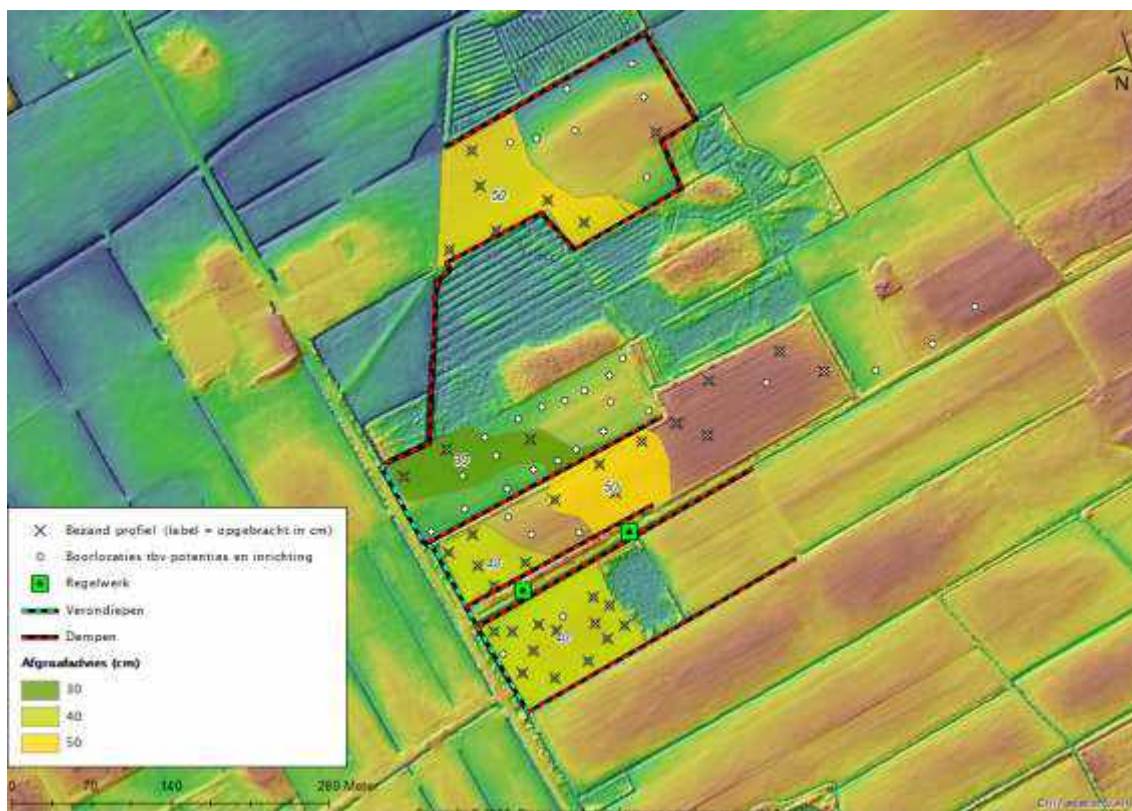 N
50
30
50
40
40
Bezand profiel (label = opgebracht in cm)
Boorlocaties tbv potenties en inrichting
Regelwerk
Verondiepen
Dempen
Afgraafadvies (cm)
30
40
50
0 70 140 280 Meter